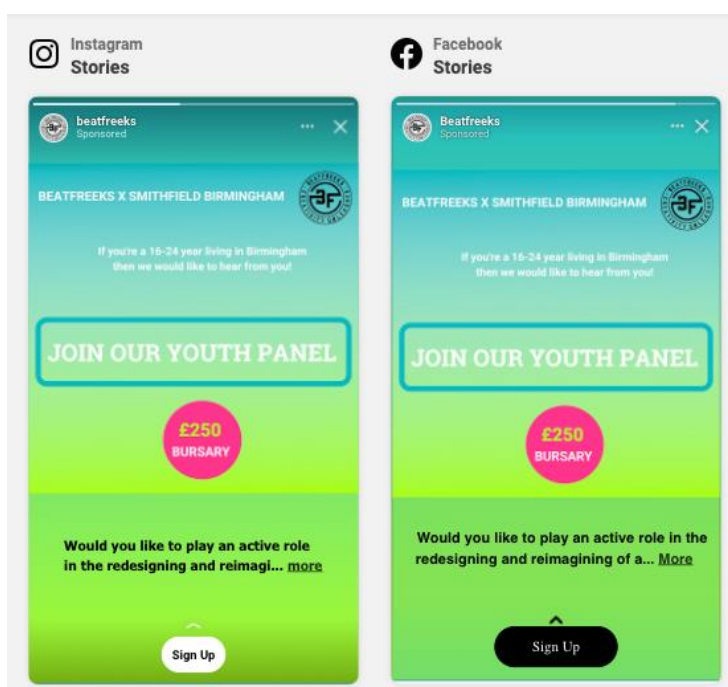 Instagram
Stories
beatfreeks
Sponsored
BEATFREEKS X SMITHFIELD BIRMINGHAM
BF
If you're a 16-24 year living in Birmingham
then we would like to hear from you!
JOIN OUR YOUTH PANEL
£250
BURSARY
Would you like to play an active role
in the redesigning and reimagi... more
Sign Up
Facebook
Stories
Beatfreeks
Sponsored
BEATFREEKS X SMITHFIELD BIRMINGHAM
BF
If you're a 16-24 year living in Birmingham
then we would like to hear from you!
JOIN OUR YOUTH PANEL
£250
BURSARY
Would you like to play an active role in the
redesigning and reimagining of a... More
Sign Up